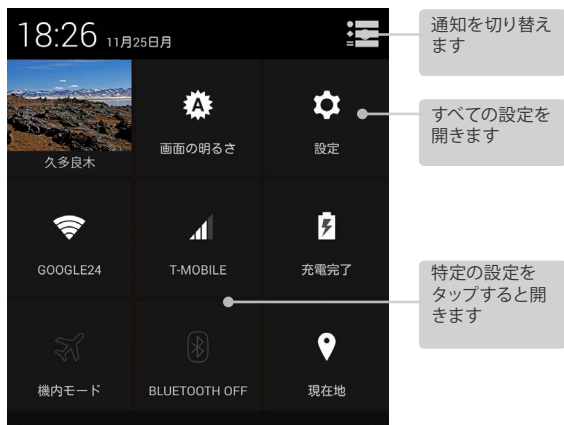 18:26 11月25日月
通知を切り替え
ます
すべての設定を
開きます
久多良木
画面の明るさ
設定
GOOGLE24
T-MOBILE
充電完了
特定の設定を
タップすると開
きます
機内モード
BLUETOOTH OFF
現在地